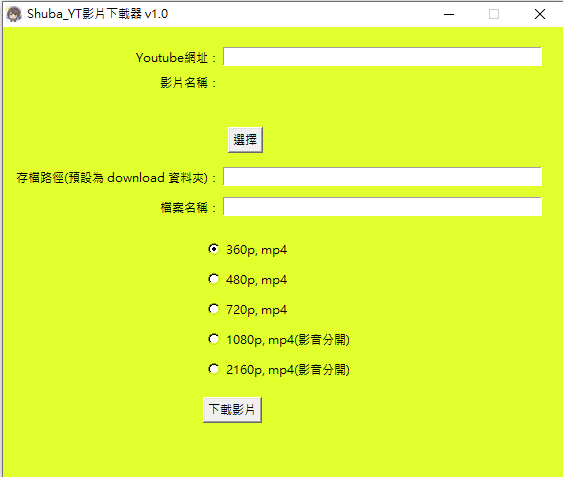 Shuba_YT影片下載器 v1.0
Youtube網址：
影片名稱：
選擇
存檔路徑(預設為 download 資料夾)：
檔案名稱：
360p, mp4
480p, mp4
720p, mp4
1080p, mp4(影音分開)
2160p, mp4(影音分開)
下載影片